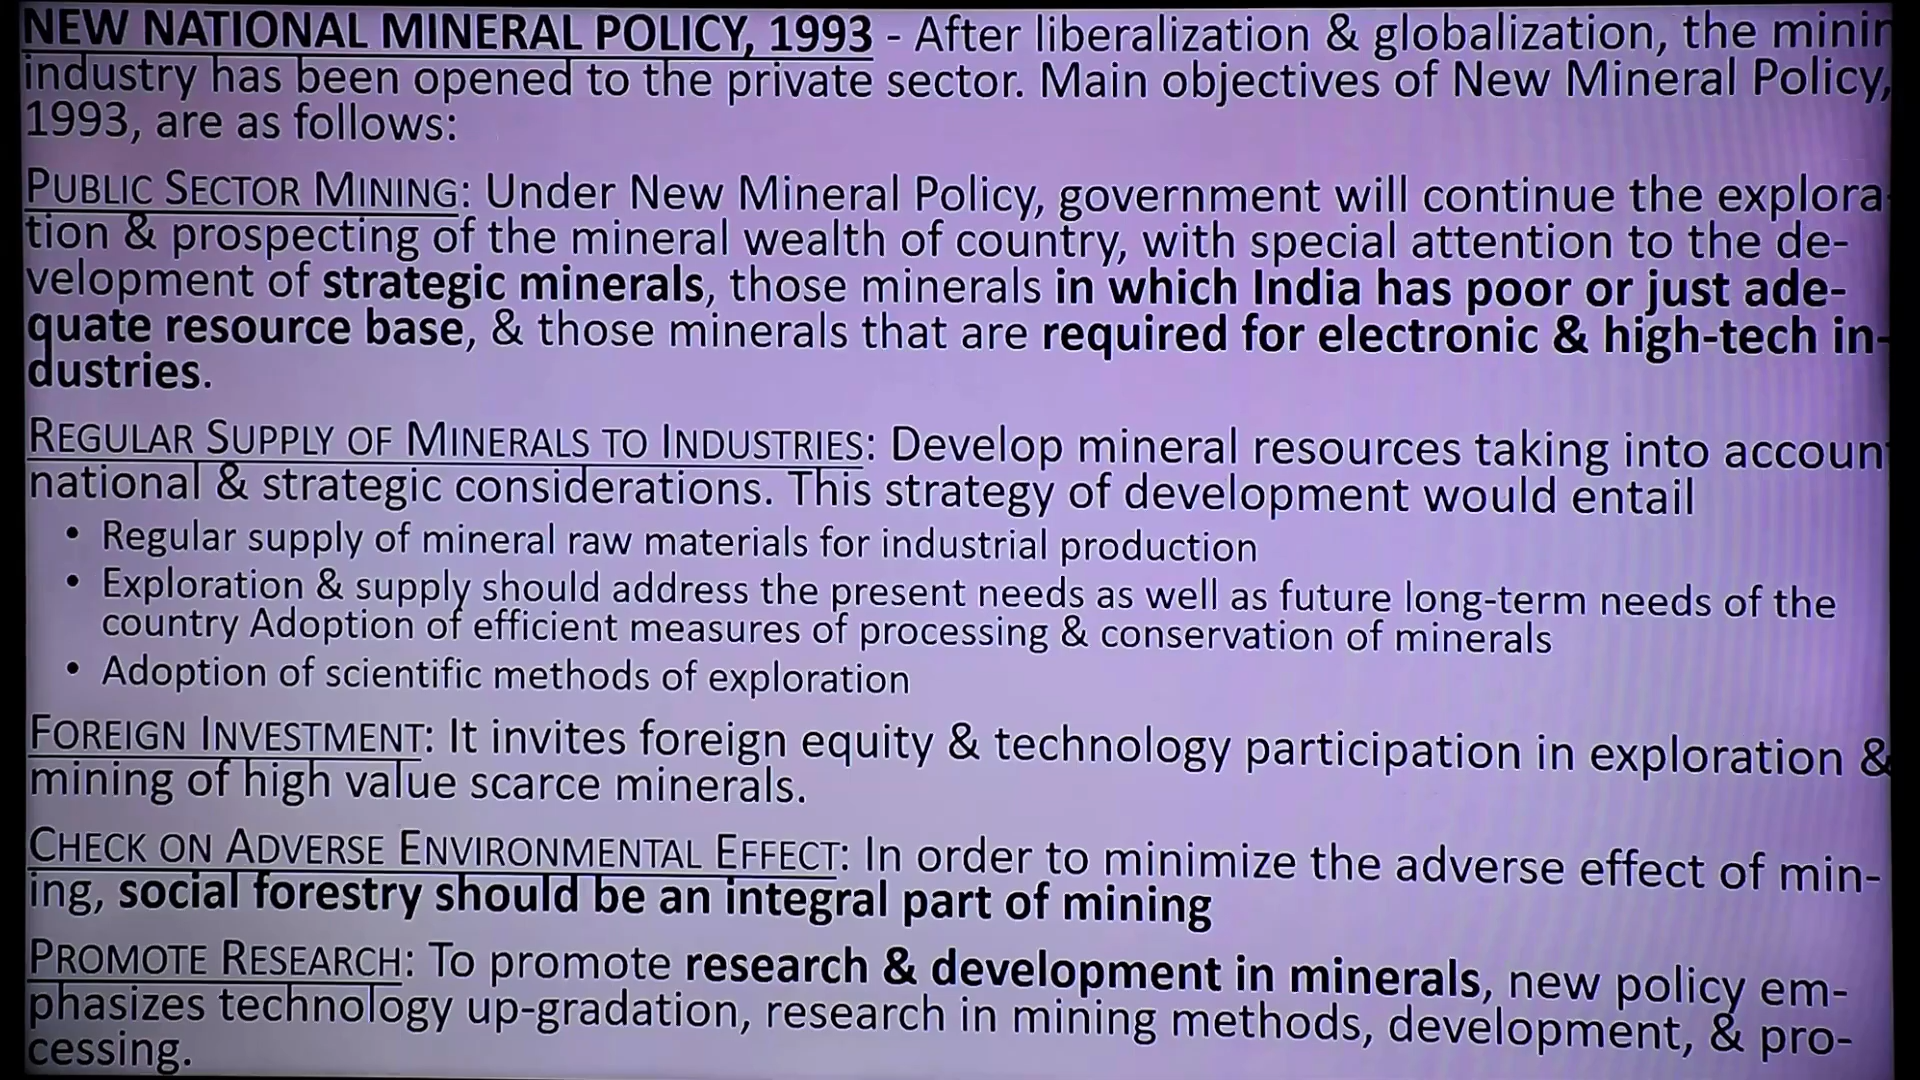 NEW NATIONAL MINERAL POLICY, 1993 - After liberalization & globalization, the minin
industry has been opened to the private sector. Main objectives of New Mineral Policy,
1993, are as follows:
PUBLIC SECTOR MINING: Under New Mineral Policy, government will continue the explora-
tion & prospecting of the mineral wealth of country, with special attention to the de-
velopment of strategic minerals, those minerals in which India has poor or just ade-
quate resource base, & those minerals that are required for electronic & high-tech in-
dustries.
REGULAR SUPPLY OF MINERALS TO INDUSTRIES: Develop mineral resources taking into account
national & strategic considerations. This strategy of development would entail
• Regular supply of mineral raw materials for industrial production
• Exploration & supply should address the present needs as well as future long-term needs of the
country Adoption of efficient measures of processing & conservation of minerals
• Adoption of scientific methods of exploration
FOREIGN INVESTMENT: It invites foreign equity & technology participation in exploration &
mining of high value scarce minerals.
CHECK ON ADVERSE ENVIRONMENTAL EFFECT: In order to minimize the adverse effect of min-
ing, social forestry should be an integral part of mining
PROMOTE RESEARCH: To promote research & development in minerals, new policy em-
phasizes technology up-gradation, research in mining methods, development, & pro-
cessing.